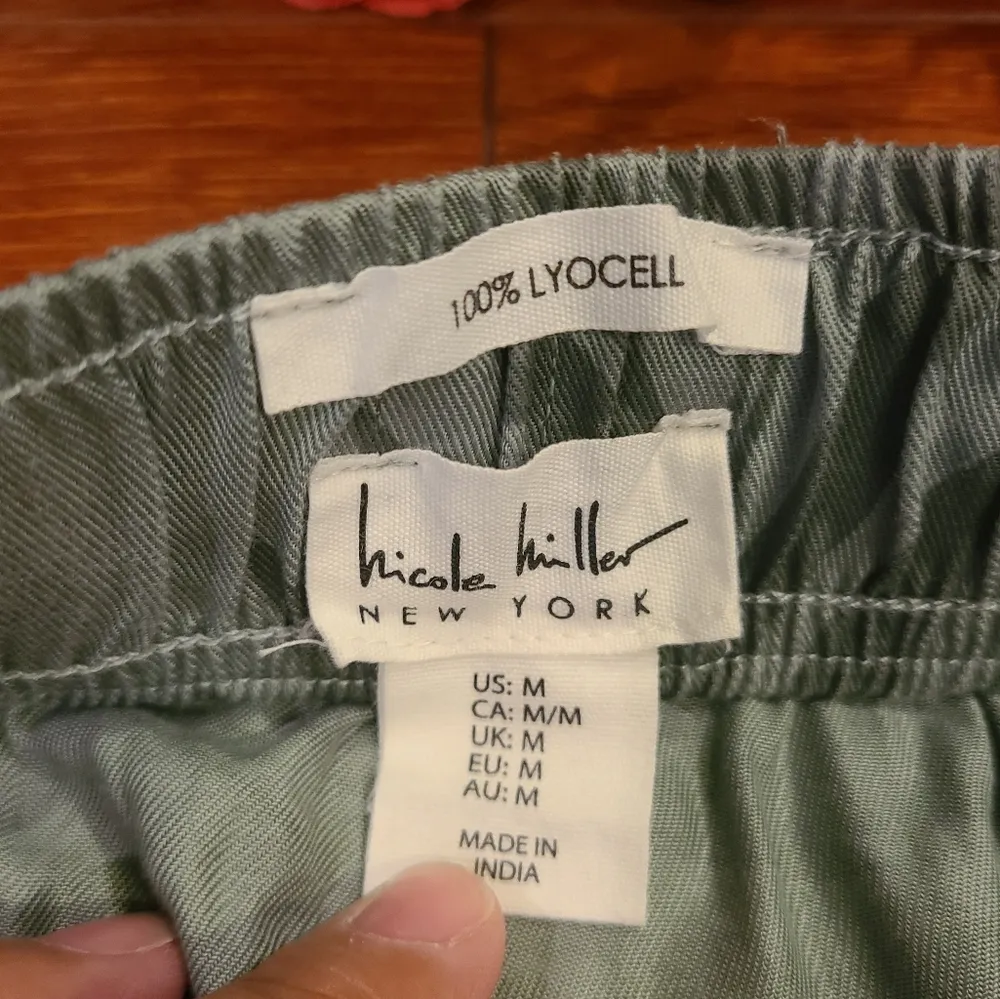 100% LYOCELL
nicole miller
NEW YORK
US: M
CA: M/M
UK: M
EU: M
AU: M
MADE IN
INDIA